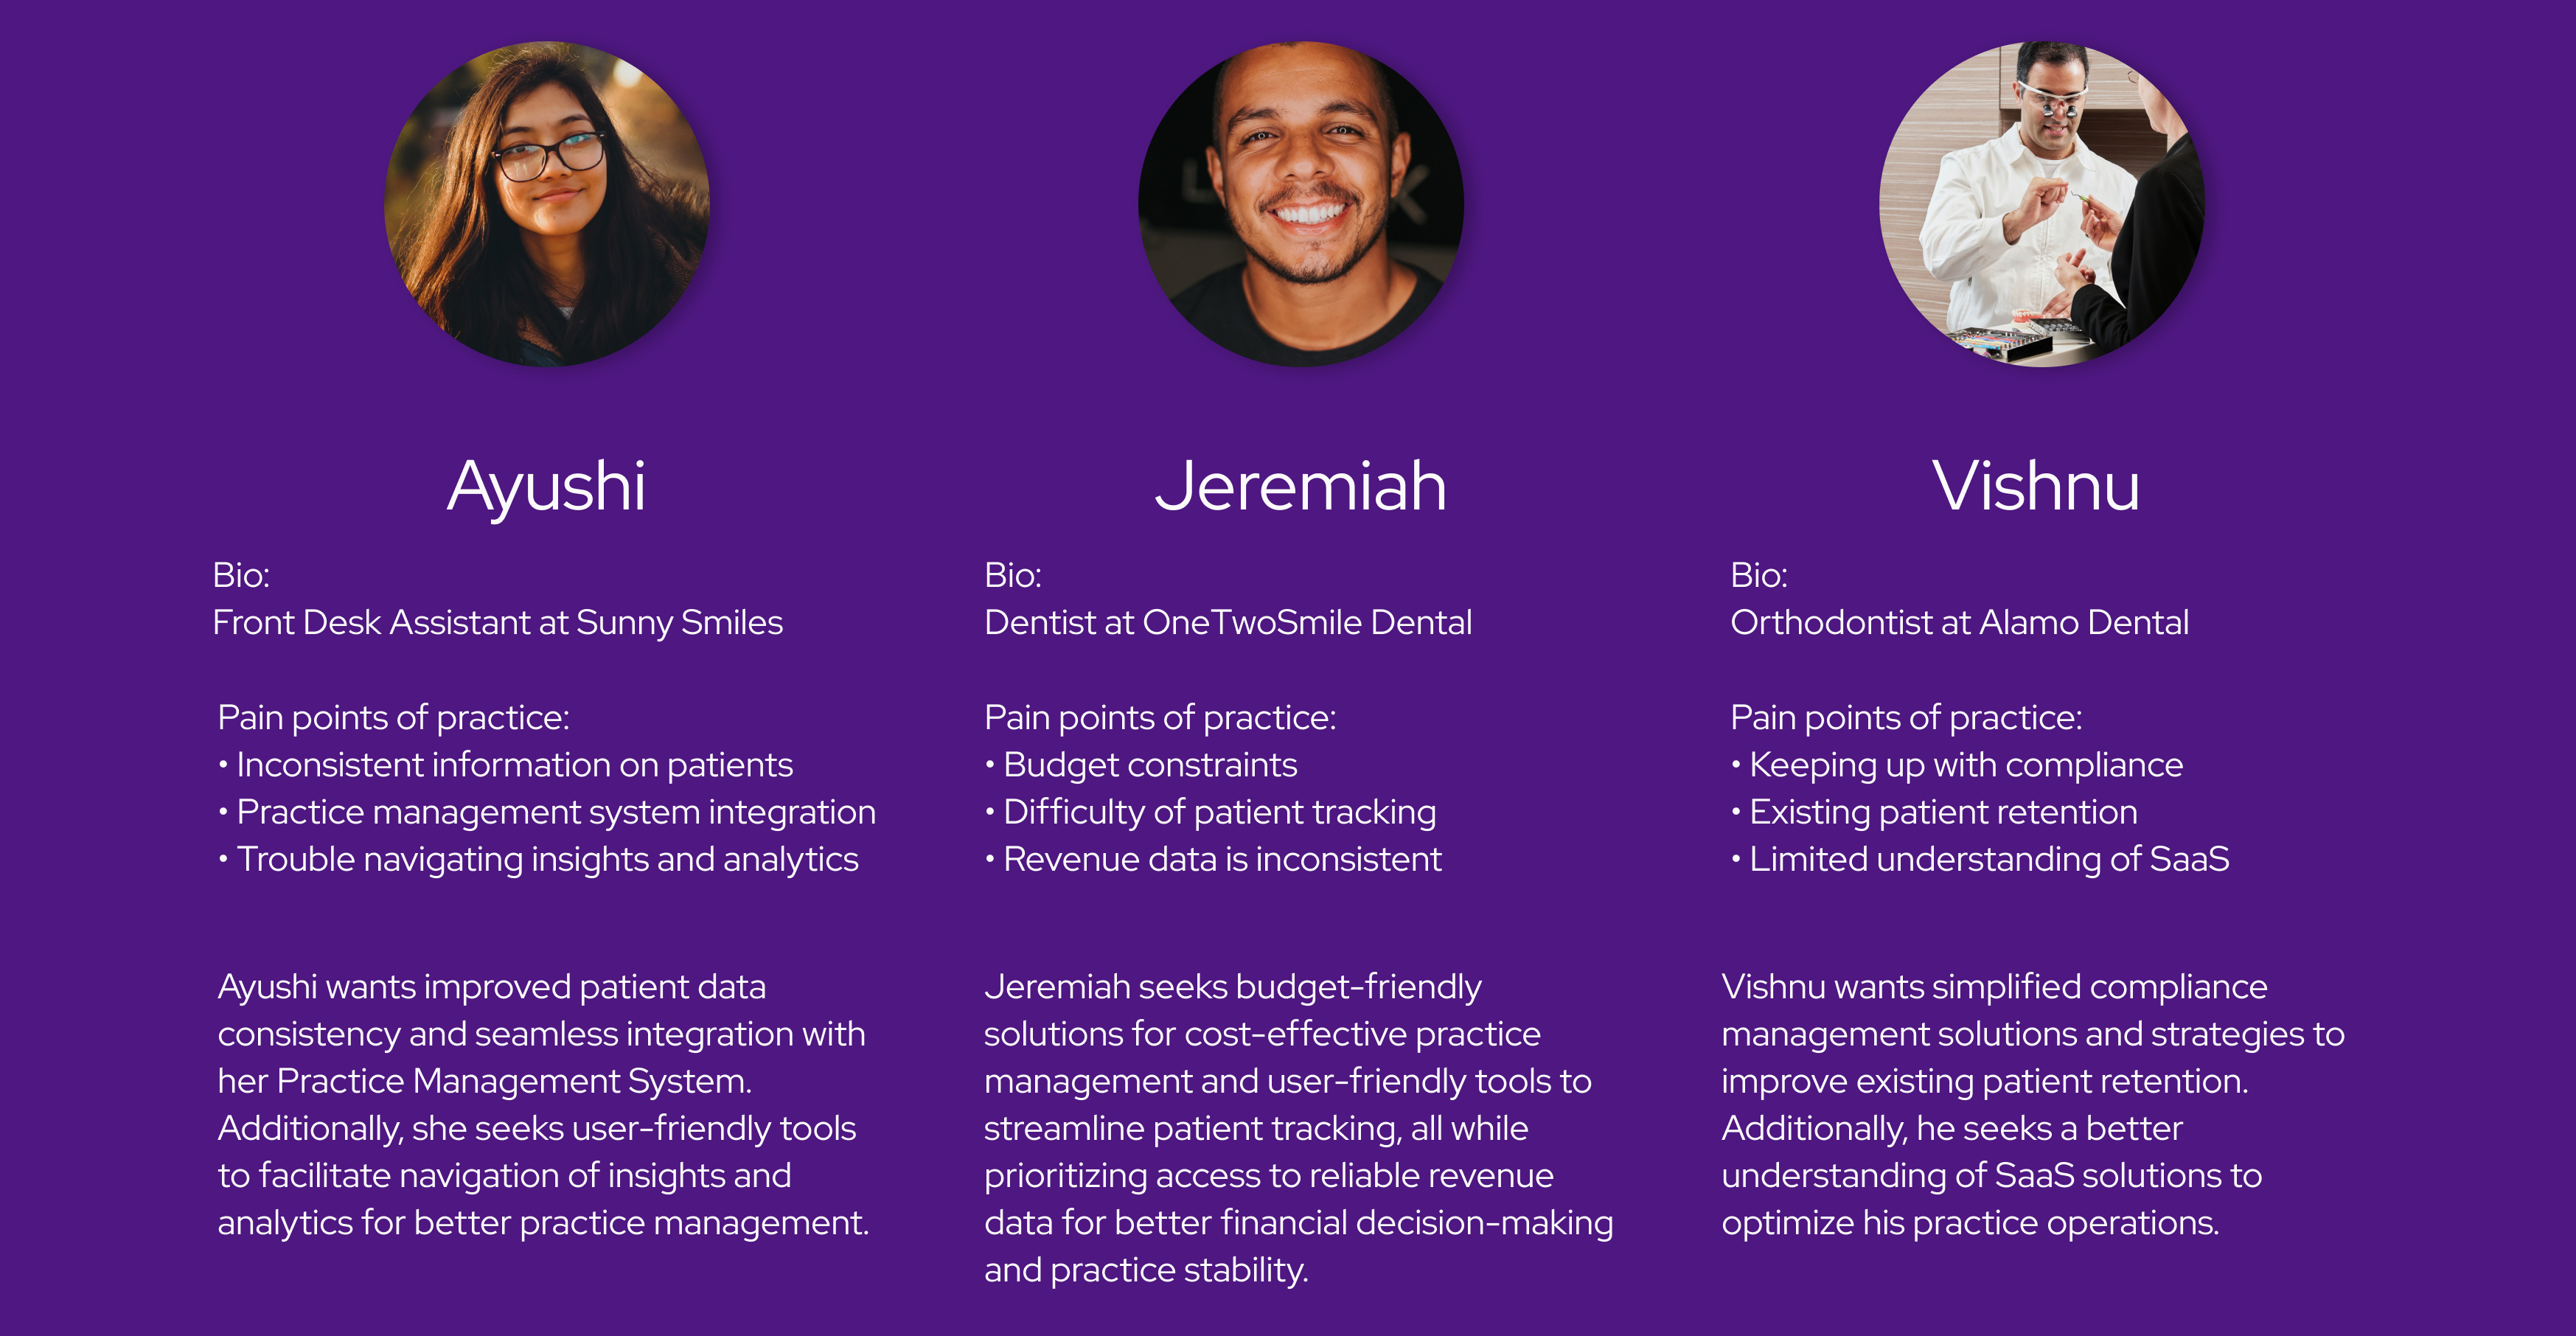 Ayushi
Bio:
Front Desk Assistant at Sunny Smiles
Pain points of practice:
• Inconsistent information on patients
• Practice management system integration
• Trouble navigating insights and analytics
Ayushi wants improved patient data
consistency and seamless integration with
her Practice Management System.
Additionally, she seeks user-friendly tools
to facilitate navigation of insights and
analytics for better practice management.
Jeremiah
Bio:
Dentist at OneTwoSmile Dental
Pain points of practice:
• Budget constraints
• Difficulty of patient tracking
• Revenue data is inconsistent
Jeremiah seeks budget-friendly
solutions for cost-effective practice
management and user-friendly tools to
streamline patient tracking, all while
prioritizing access to reliable revenue
data for better financial decision-making
and practice stability.
Vishnu
Bio:
Orthodontist at Alamo Dental
Pain points of practice:
• Keeping up with compliance
• Existing patient retention
• Limited understanding of SaaS
Vishnu wants simplified compliance
management solutions and strategies to
improve existing patient retention.
Additionally, he seeks a better
understanding of SaaS solutions to
optimize his practice operations.